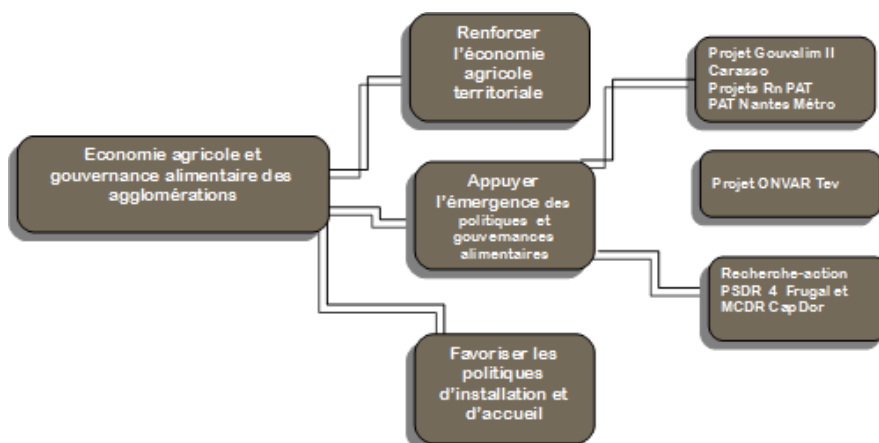 Economie agricole et
gouvernance alimentaire des
agglomérations
Renforcer
l'économie
agricole
territoriale
Appuyer
l'émergence des
politiques et
gouvernances
alimentaires
Favoriser les
politiques
d'installation et
d'accueil
Projet Gouvalim II
Carasso
Projets Rn PAT
PAT Nantes Métro
Projet ONVAR Tev
Recherche-action
PSDR 4 Frugal et
MCDR CapDor